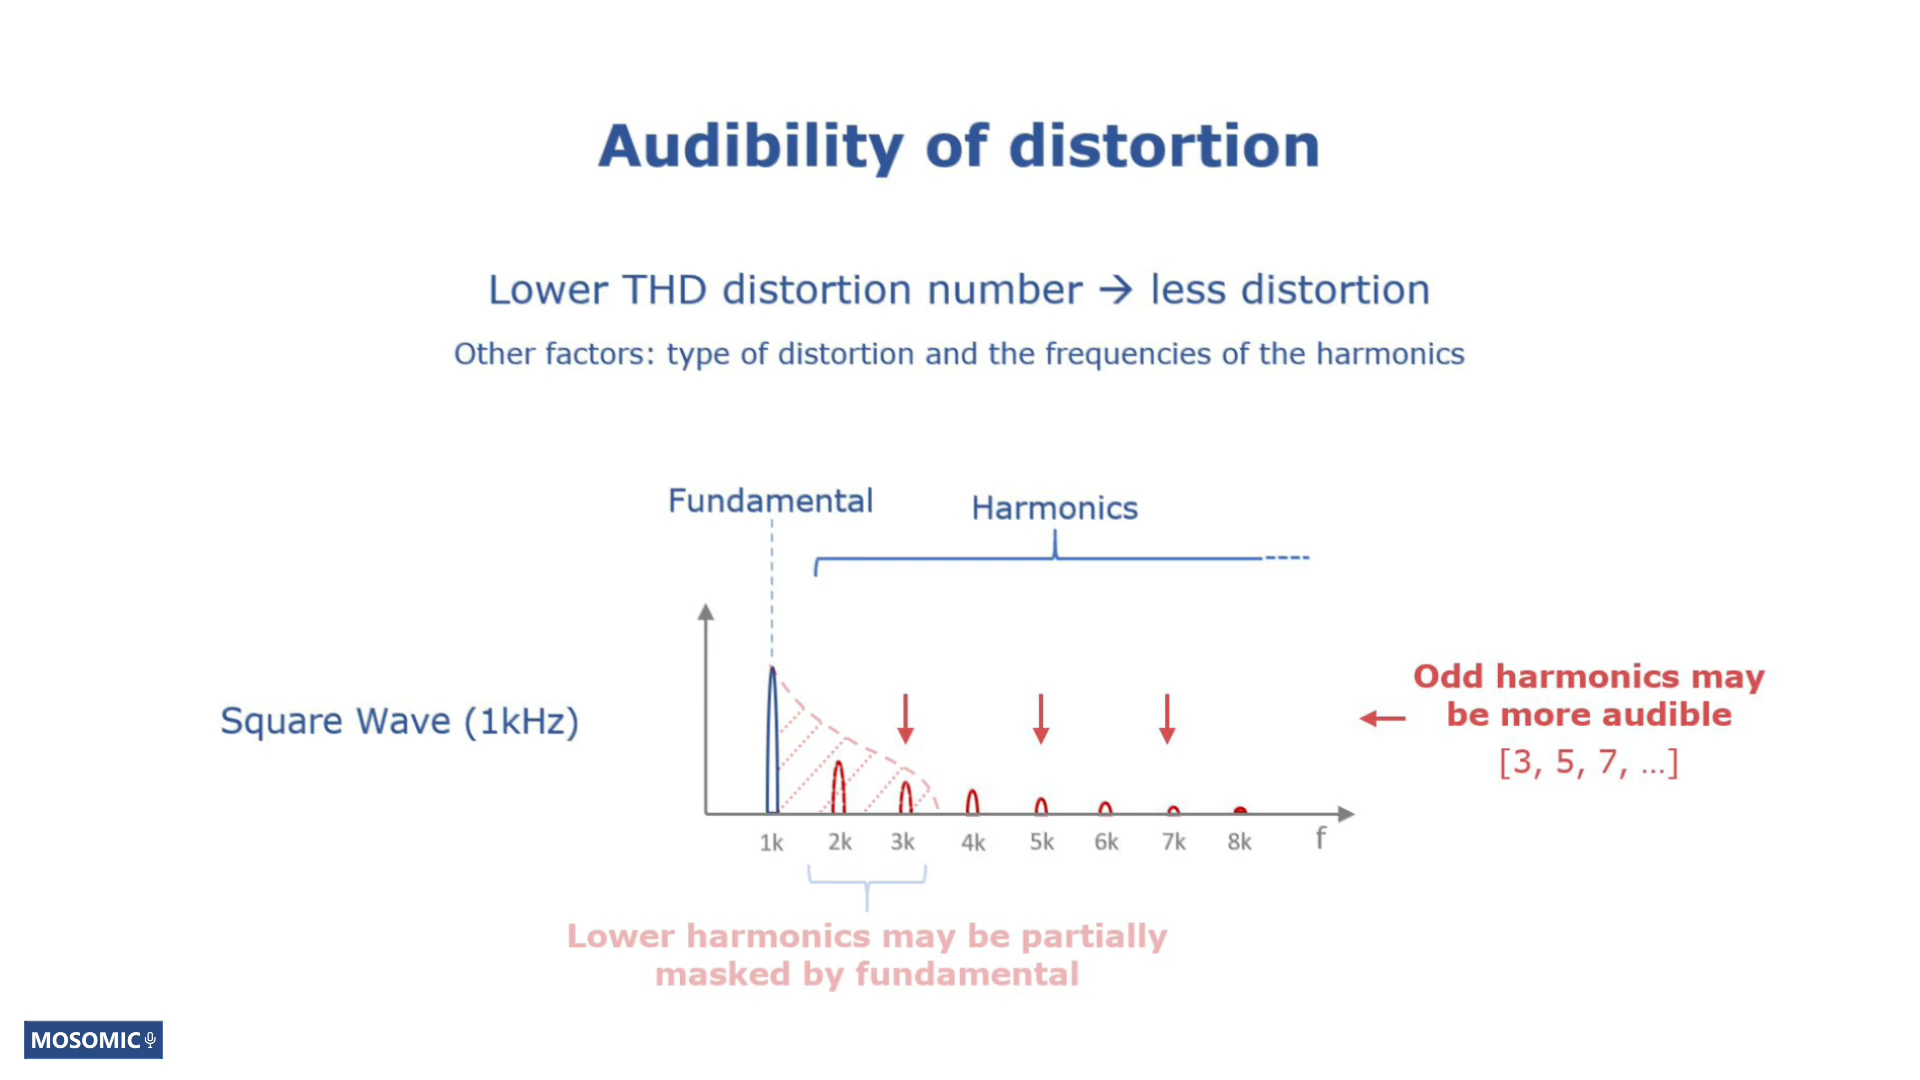 Audibility of distortion
Lower THD distortion number → less distortion
Other factors: type of distortion and the frequencies of the harmonics
Fundamental
Harmonics
Square Wave (1kHz)
Odd harmonics may
be more audible
[3, 5, 7, ...]
1k 2k 3k 4k 5k 6k 7k 8k f
Lower harmonics may be partially
masked by fundamental
MOSOMIC